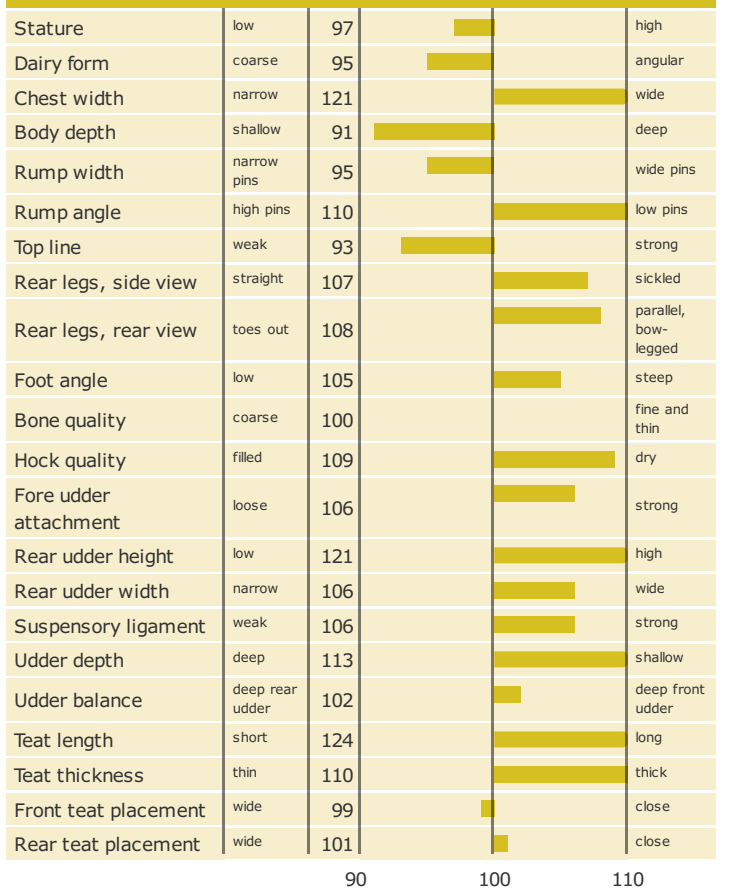 Stature low 97 high
Dairy form coarse 95 angular
Chest width narrow 121 wide
Body depth shallow 91 deep
Rump width narrow pins 95 wide pins
Rump angle high pins 110 low pins
Top line weak 93 strong
Rear legs, side view straight 107 sickled
Rear legs, rear view toes out 108 parallel, bow-legged
Foot angle low 105 steep
Bone quality coarse 100 fine and thin
Hock quality filled 109 dry
Fore udder attachment loose 106 strong
Rear udder height low 121 high
Rear udder width narrow 106 wide
Suspensory ligament weak 106 strong
Udder depth deep 113 shallow
Udder balance deep rear udder 102 deep front udder
Teat length short 124 long
Teat thickness thin 110 thick
Front teat placement wide 99 close
Rear teat placement wide 101 close
90 100 110